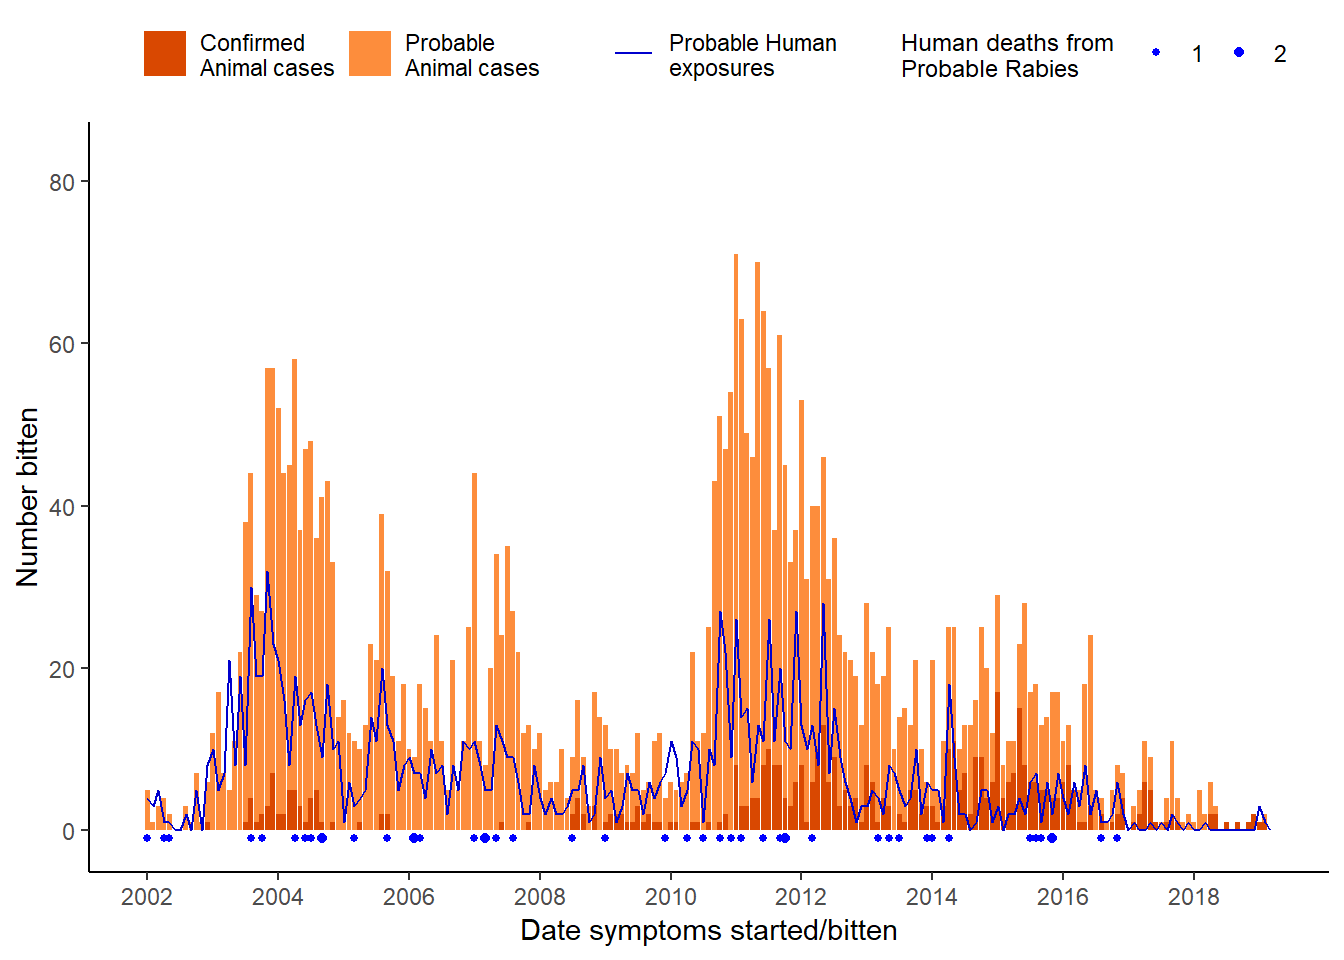 Confirmed
Animal cases
Probable
Animal cases
Probable Human
exposures
Human deaths from
Probable Rabies
1
2
80
60
40
20
0
Number bitten
2002
2004
2006
2008
2010
2012
2014
2016
2018
Date symptoms started/bitten